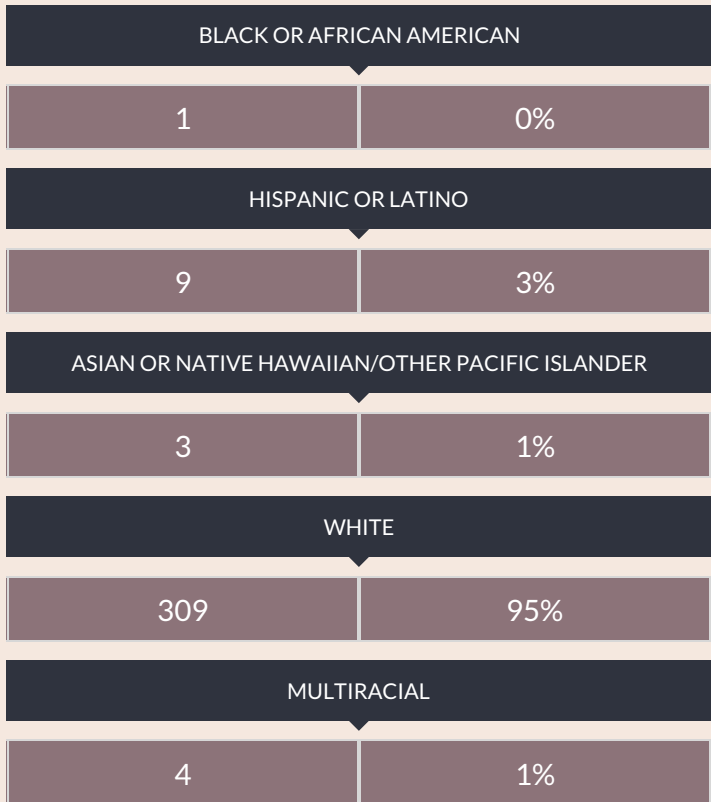 BLACK OR AFRICAN AMERICAN
1 0%
HISPANIC OR LATINO
9 3%
ASIAN OR NATIVE HAWAIIAN/OTHER PACIFIC ISLANDER
3 1%
WHITE
309 95%
MULTIRACIAL
4 1%